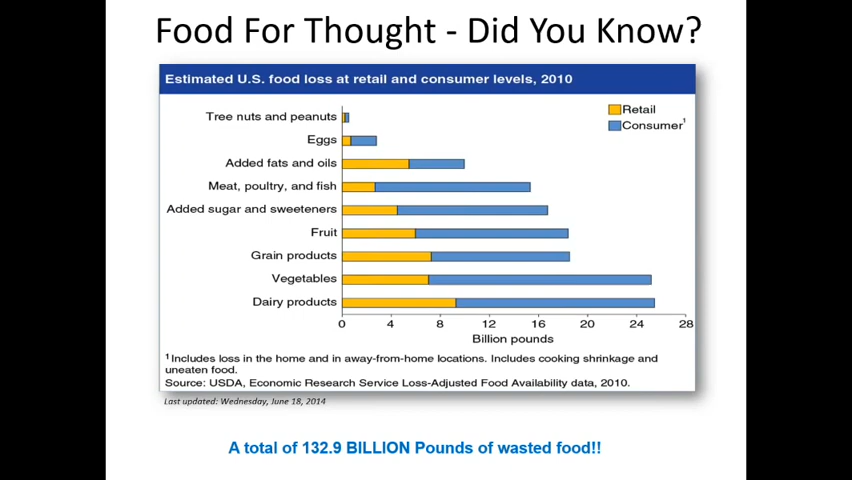 Food For Thought - Did You Know?
Estimated U.S. food loss at retail and consumer levels, 2010
Retail
Consumer¹
Tree nuts and peanuts
Eggs
Added fats and oils
Meat, poultry, and fish
Added sugar and sweeteners
Fruit
Grain products
Vegetables
Dairy products
0 4 8 12 16 20 24 28
Billion pounds
¹Includes loss in the home and in away-from-home locations. Includes cooking shrinkage and
uneaten food.
Source: USDA, Economic Research Service Loss-Adjusted Food Availability data, 2010.
Last updated: Wednesday, June 18, 2014
A total of 132.9 BILLION Pounds of wasted food!!